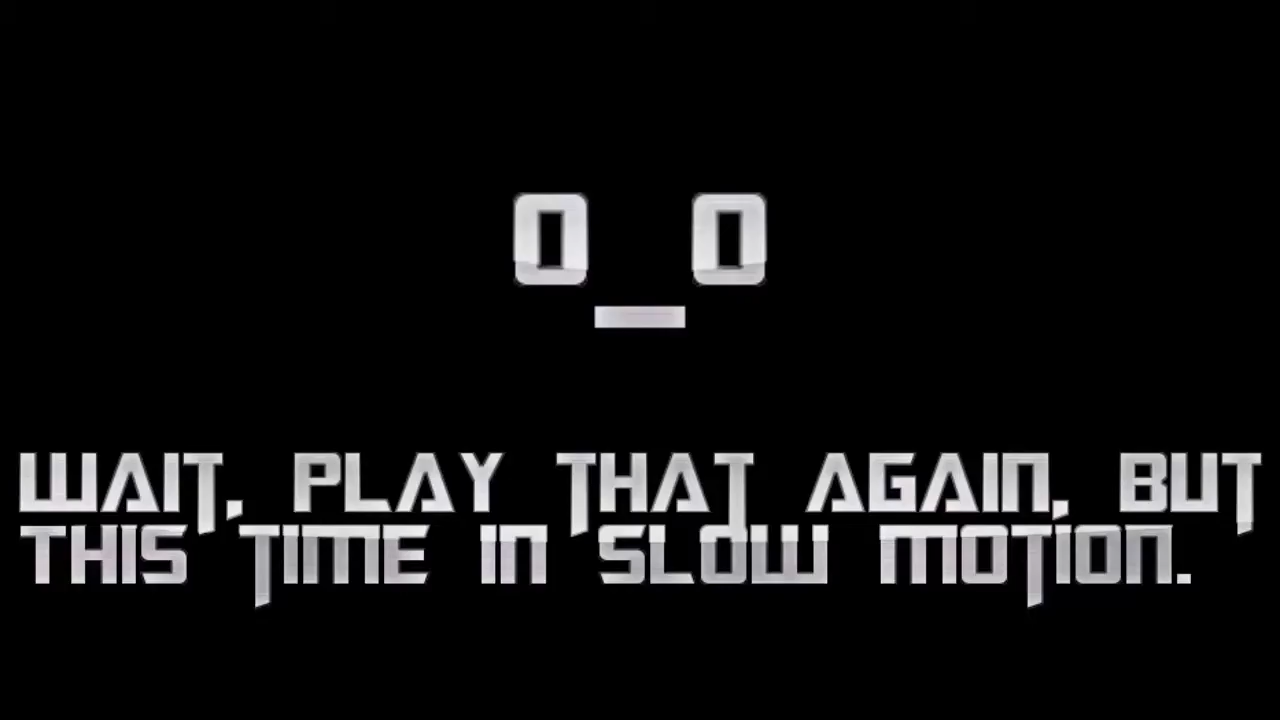 O_O
WAIT, PLAY THAT AGAIN, BUT
THIS TIME IN SLOW MOTION.